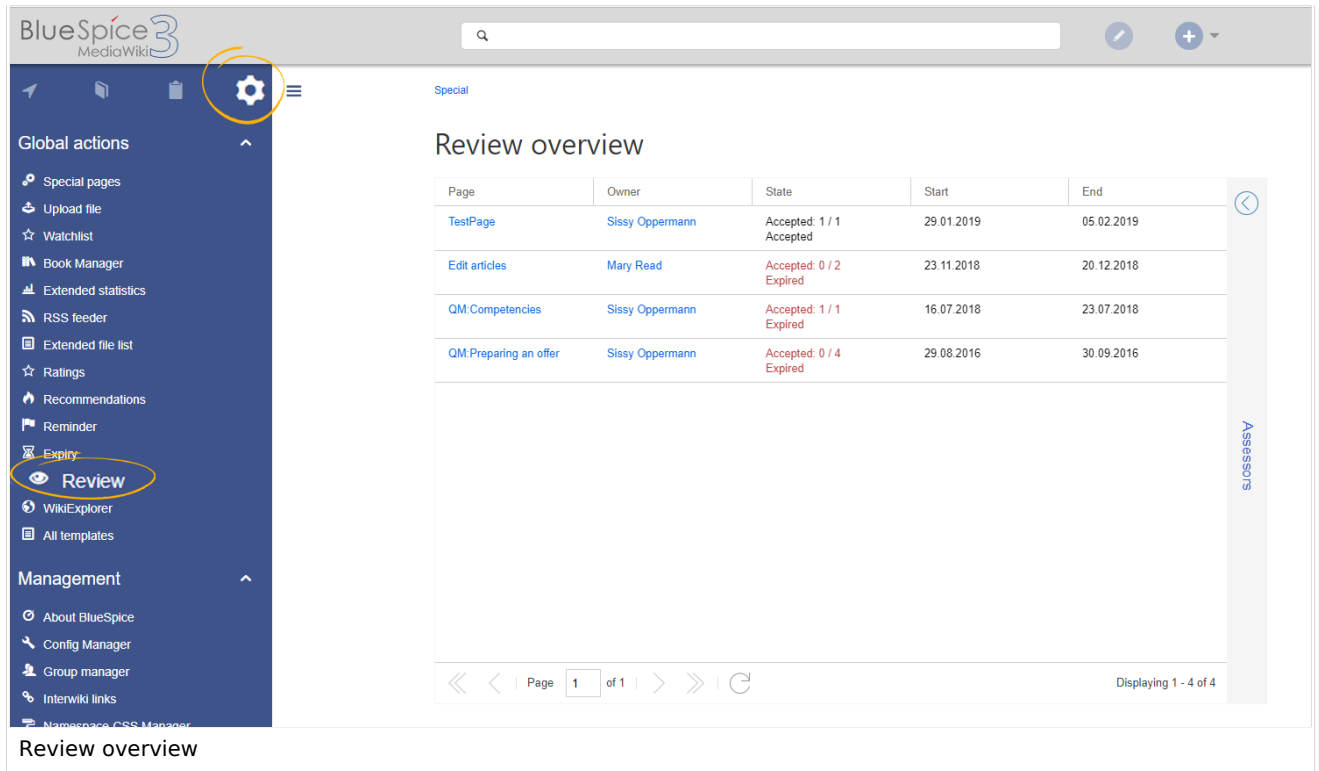 BlueSpice 3
MediaWiki
Special
Global actions
Special pages
Upload file
Watchlist
Book Manager
Extended statistics
RSS feeder
Extended file list
Ratings
Recommendations
Reminder
Expiry
Review
WikiExplorer
All templates
Management
About BlueSpice
Config Manager
Group manager
Interwiki links
Namespace CSS Manager
Review overview
Page Owner State Start End
TestPage Sissy Oppermann Accepted: 1 / 1 29.01.2019 05.02.2019
Accepted
Edit articles Mary Read Accepted: 0 / 2 23.11.2018 20.12.2018
Expired
QM:Competencies Sissy Oppermann Accepted: 1 / 1 16.07.2018 23.07.2018
Expired
QM:Preparing an offer Sissy Oppermann Accepted: 0 / 4 29.08.2016 30.09.2016
Expired
Assessors
Page 1 of 1 Displaying 1 - 4 of 4
Review overview